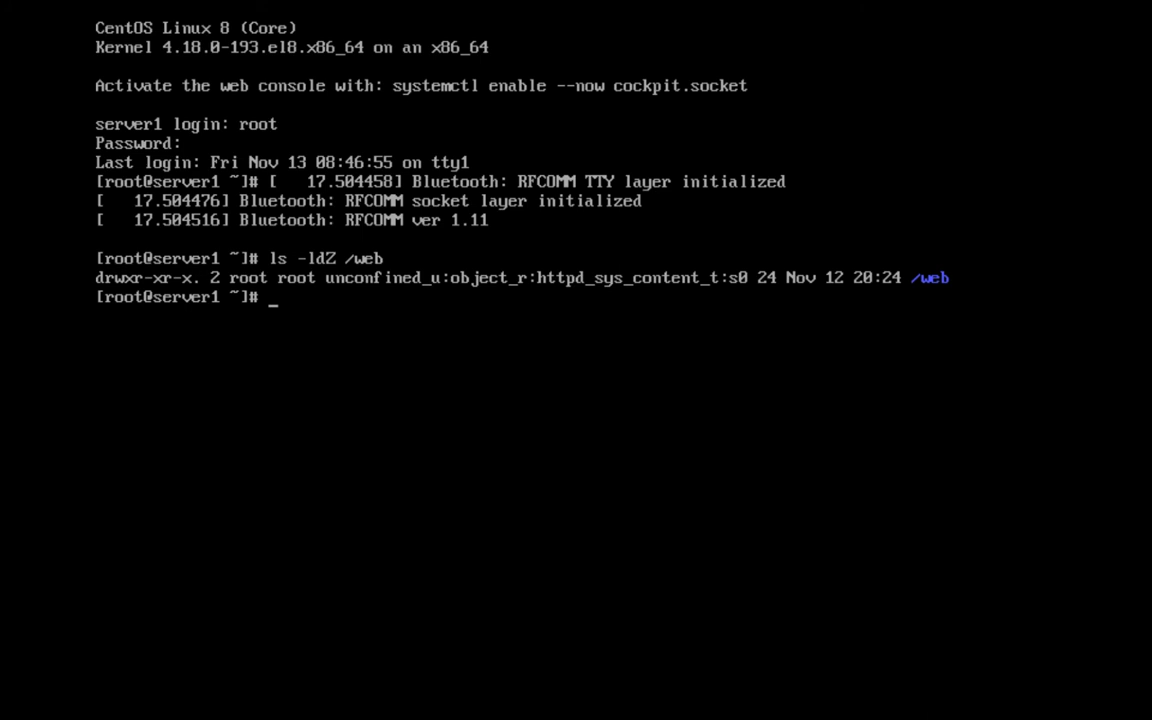 CentOS Linux 8 (Core)
Kernel 4.18.0-193.el8.x86_64 on an x86_64
Activate the web console with: systemctl enable --now cockpit.socket
server1 login: root
Password:
Last login: Fri Nov 13 08:46:55 on tty1
[root@server1 ~]# [   17.504458] Bluetooth: RFCOMM TTY layer initialized
[   17.504476] Bluetooth: RFCOMM socket layer initialized
[   17.504516] Bluetooth: RFCOMM ver 1.11
[root@server1 ~]# ls -ldZ /web
drwxr-xr-x. 2 root root unconfined_u:object_r:httpd_sys_content_t:s0 24 Nov 12 20:24 /web
[root@server1 ~]# _